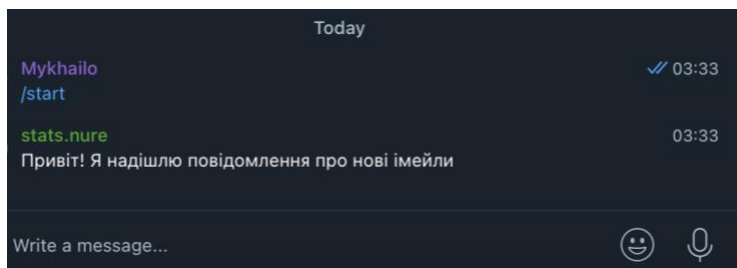 Today
Mykhailo 03:33
/start
stats.nure 03:33
Привіт! Я надішлю повідомлення про нові імейли
Write a message...